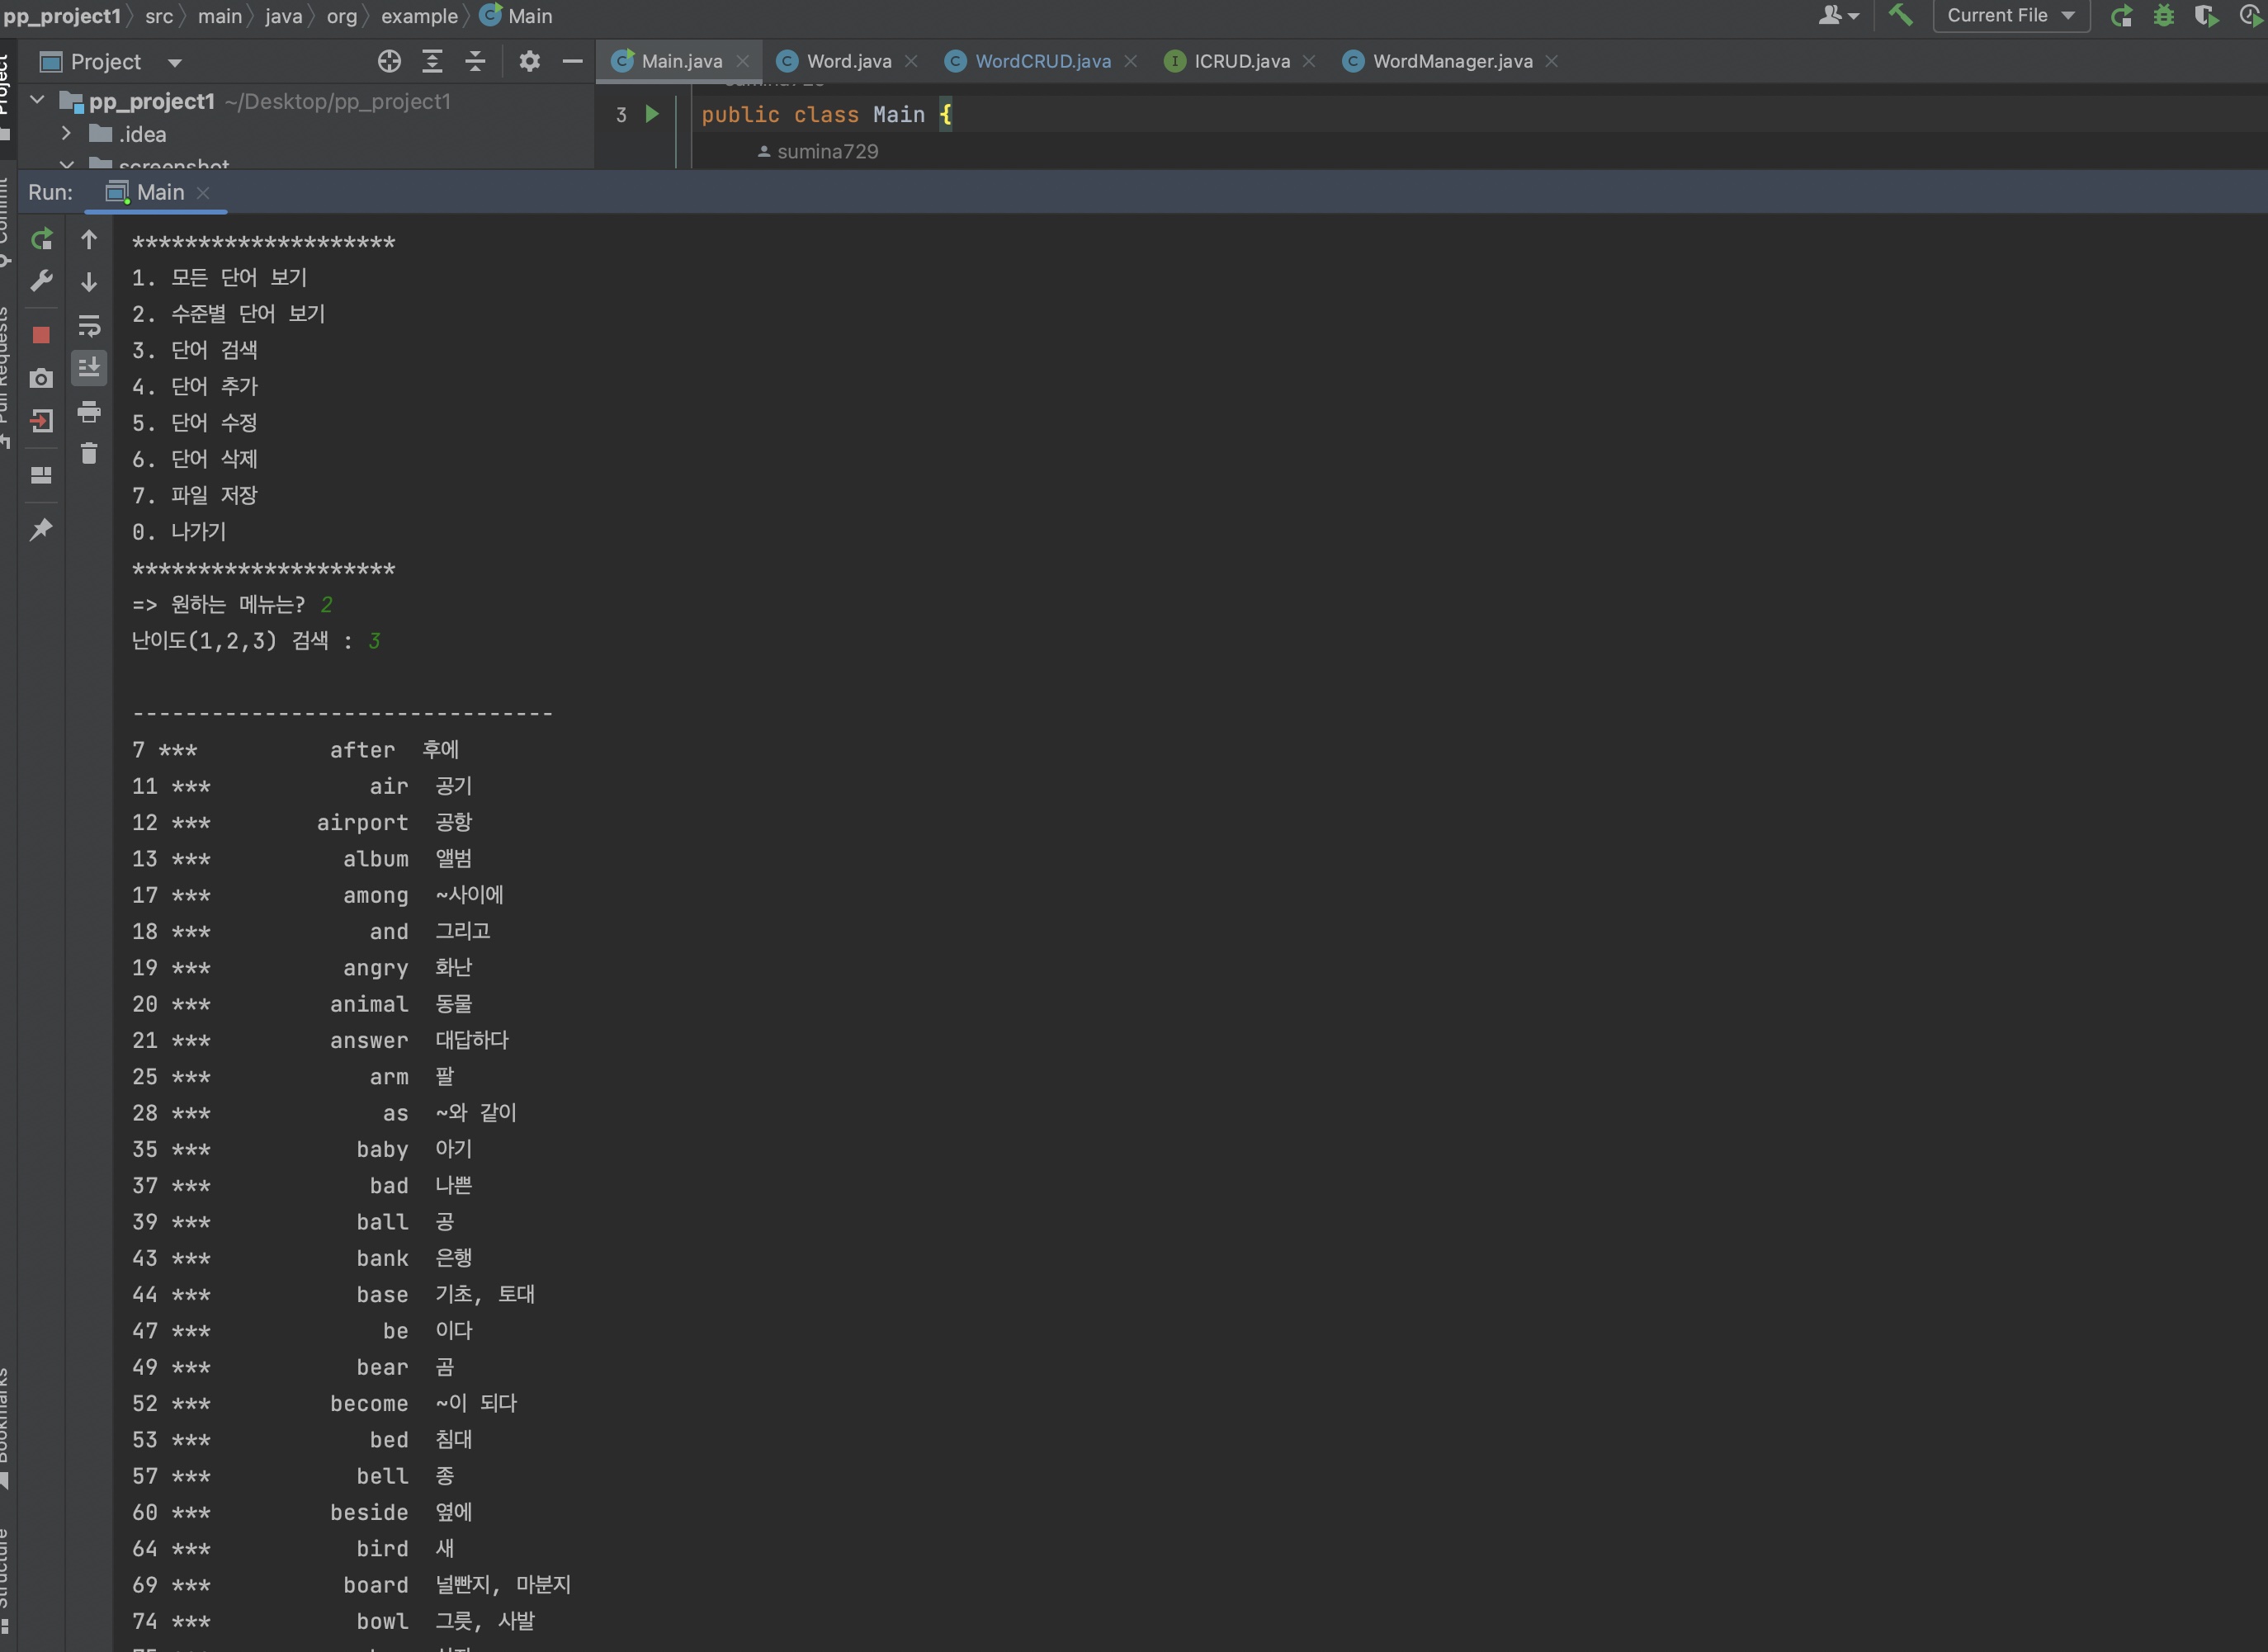 pp_project1 src main java org example Main Current File
Project Main.java Word.java WordCRUD.java ICRUD.java WordManager.java
pp_project1 ~/Desktop/pp_project1
3 public class Main {
.idea
sumina729
screenshot
Run: Main
Project
Commit
Pull Requests
Bookmarks
Structure
********************
1. 모든 단어 보기
2. 수준별 단어 보기
3. 단어 검색
4. 단어 추가
5. 단어 수정
6. 단어 삭제
7. 파일 저장
0. 나가기
********************
=> 원하는 메뉴는? 2
난이도(1,2,3) 검색 : 3
--------------------------------
7 *** after 후에
11 *** air 공기
12 *** airport 공항
13 *** album 앨범
17 *** among ~사이에
18 *** and 그리고
19 *** angry 화난
20 *** animal 동물
21 *** answer 대답하다
25 *** arm 팔
28 *** as ~와 같이
35 *** baby 아기
37 *** bad 나쁜
39 *** ball 공
43 *** bank 은행
44 *** base 기초, 토대
47 *** be 이다
49 *** bear 곰
52 *** become ~이 되다
53 *** bed 침대
57 *** bell 종
60 *** beside 옆에
64 *** bird 새
69 *** board 널빤지, 마분지
74 *** bowl 그릇, 사발